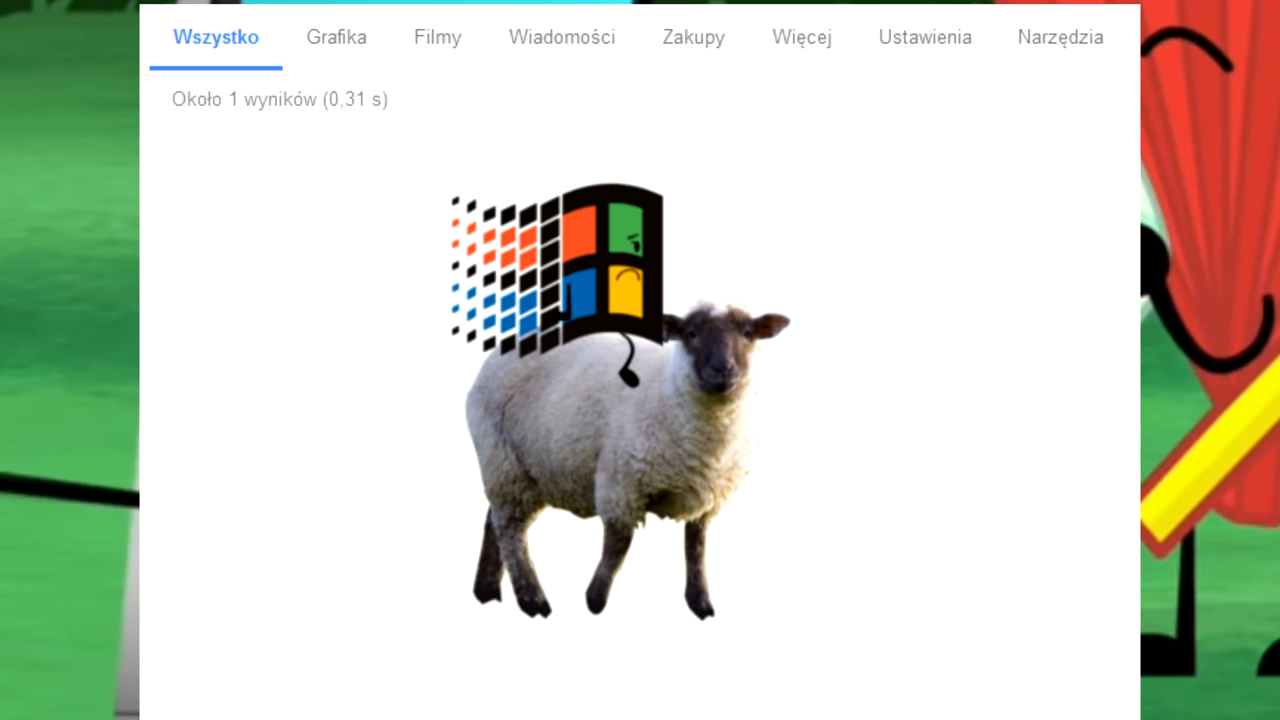 Wszystko Grafika Filmy Wiadomości Zakupy Więcej Ustawienia Narzędzia
Około 1 wyników (0,31 s)